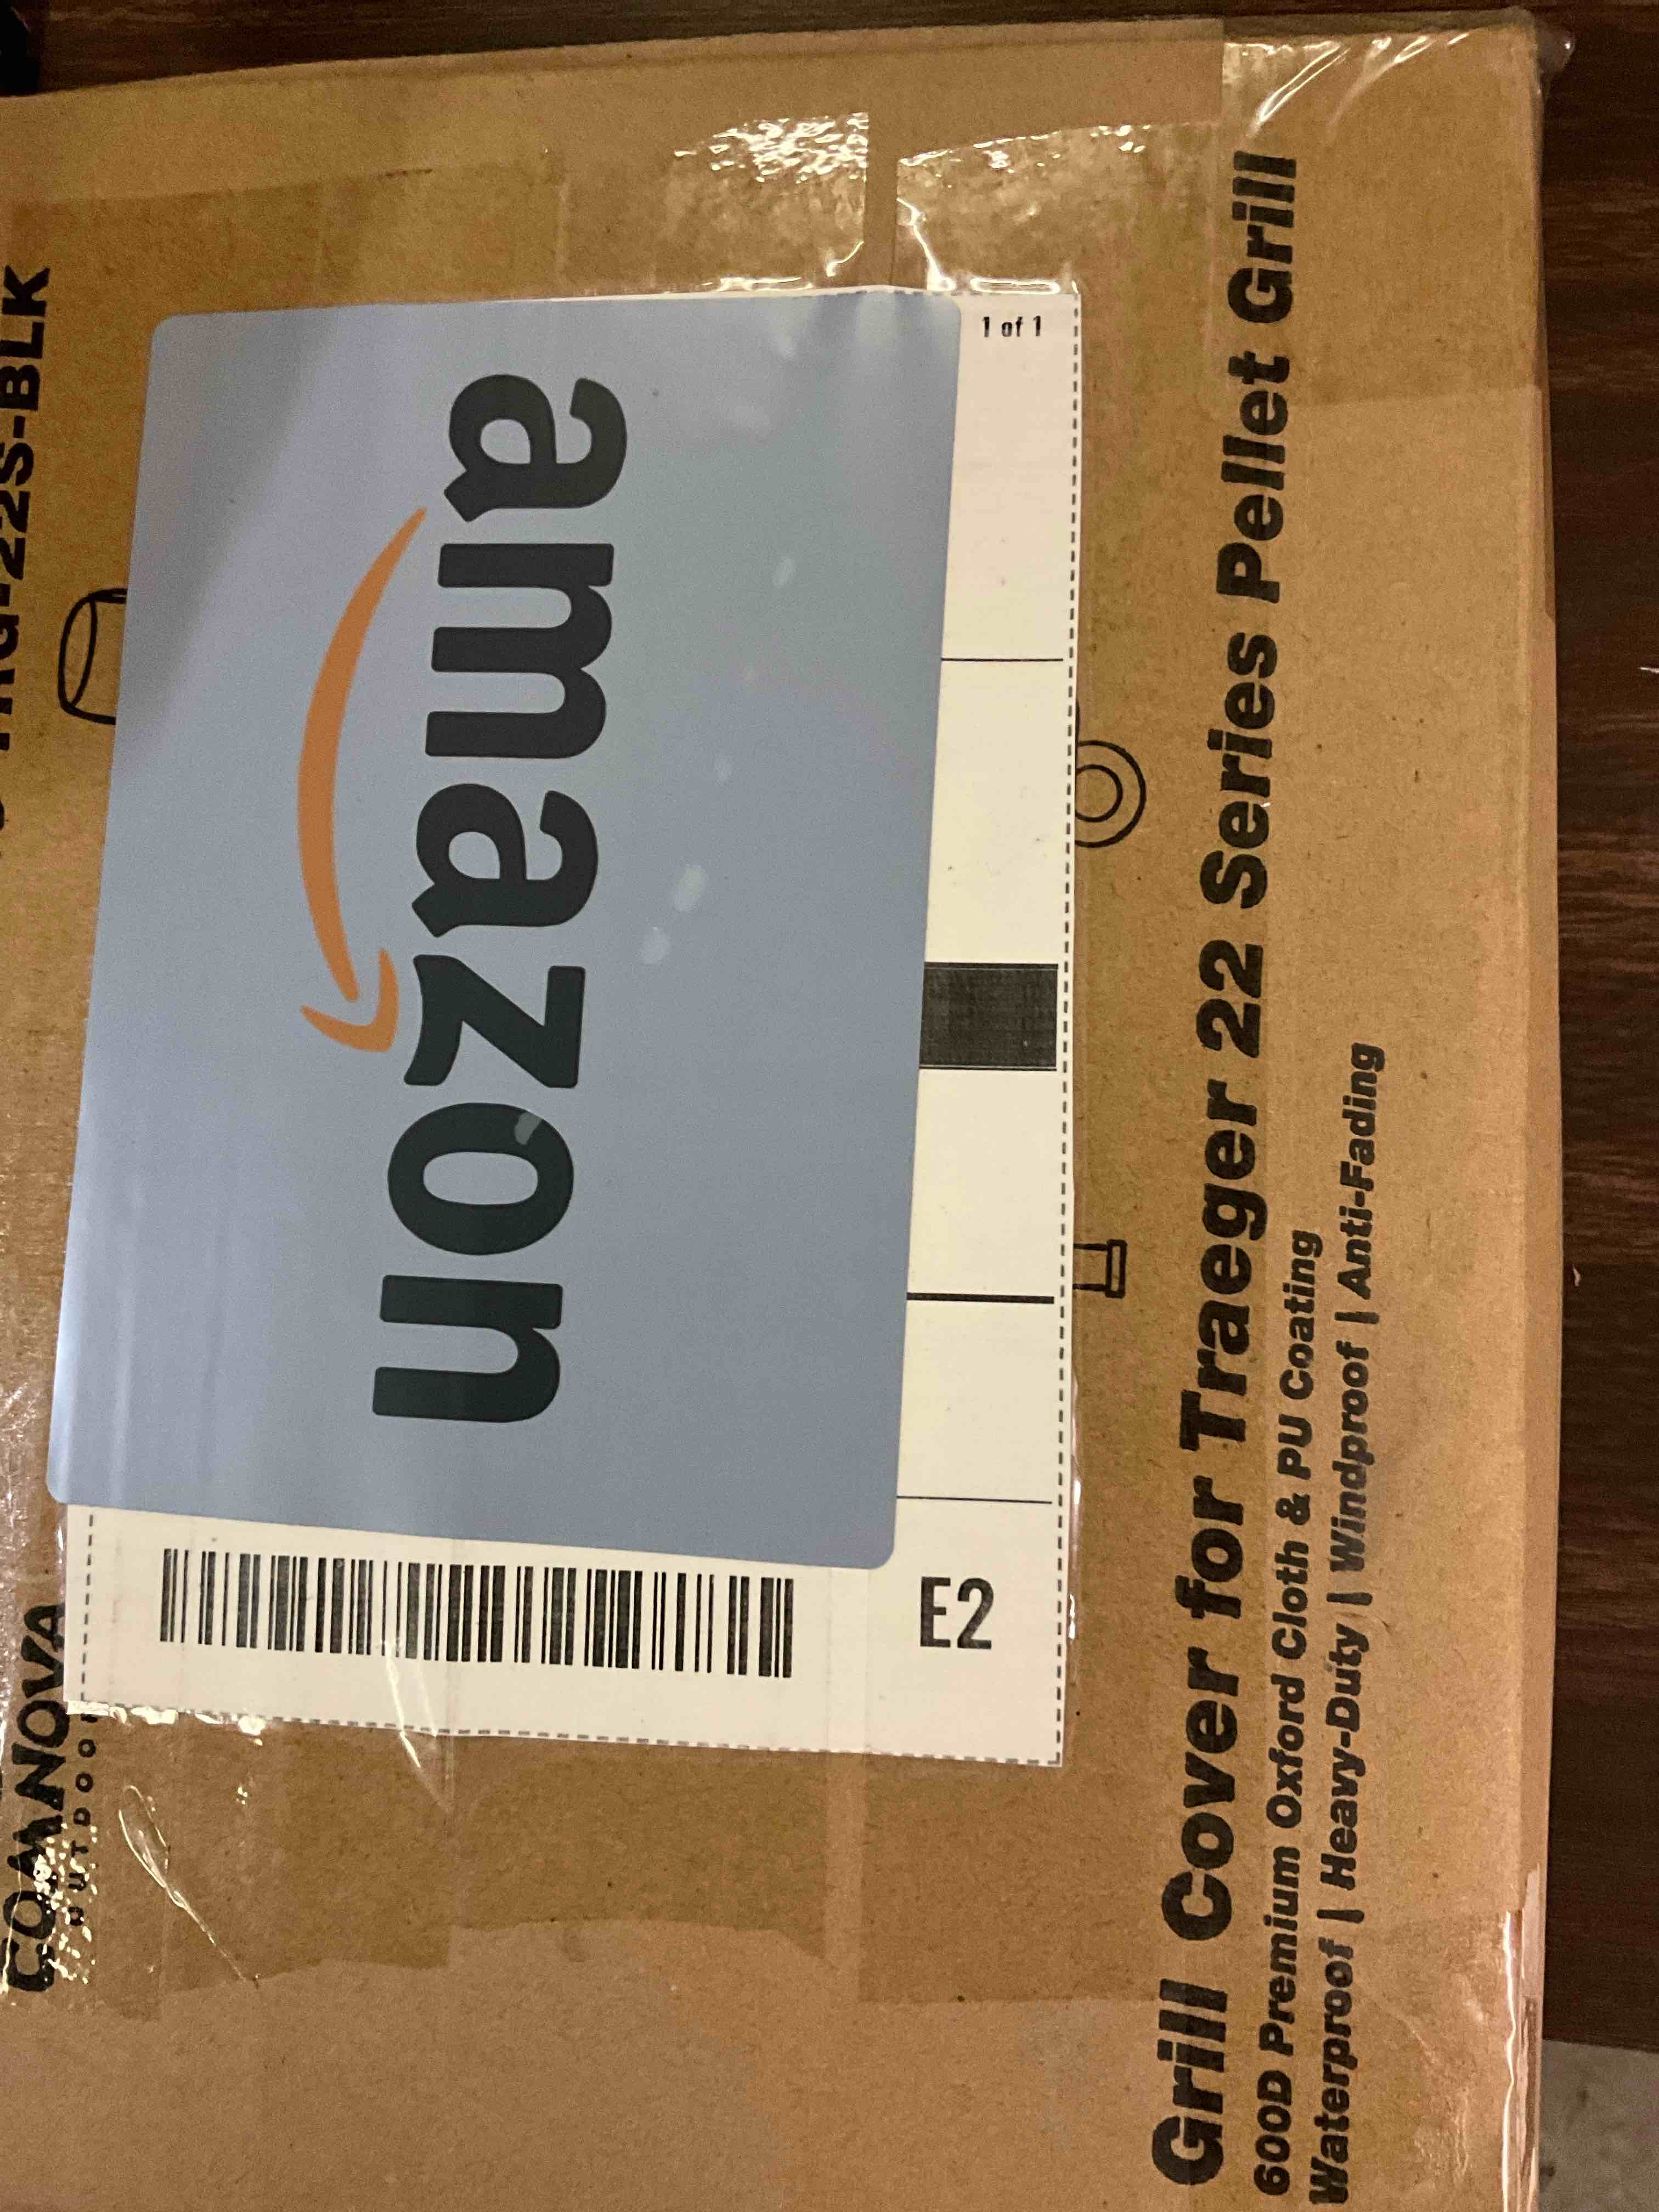 Grill Cover for Traeger 22 Series Pellet Grill
600D Premium Oxford Cloth & PU Coating
Waterproof | Heavy-Duty | Windproof | Anti-Fading
amazon
1 of 1
E2
COMANOVA
22S-BLK